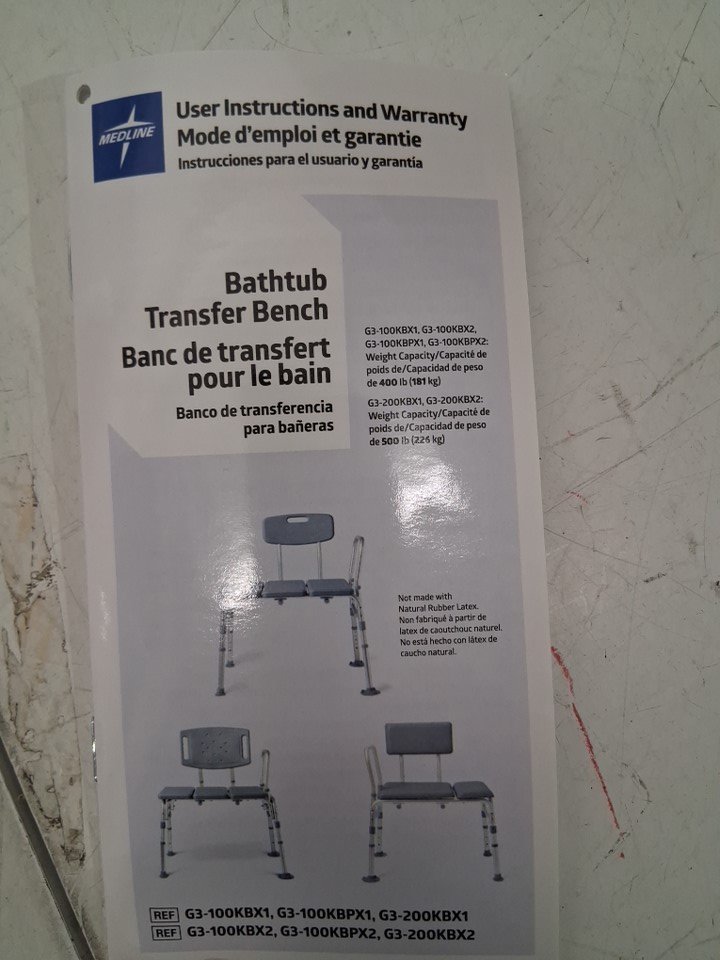 MEDLINE
User Instructions and Warranty
Mode d'emploi et garantie
Instrucciones para el usuario y garantía
Bathtub
Transfer Bench
Banc de transfert
pour le bain
Banco de transferencia
para bañeras
G3-100KBX1, G3-100KBX2,
G3-100KBPX1, G3-100KBPX2:
Weight Capacity/Capacité de
poids de/Capacidad de peso
de 400 lb (181 kg)
G3-200KBX1, G3-200KBX2:
Weight Capacity/Capacité de
poids de/Capacidad de peso
de 500 lb (226 kg)
Not made with
Natural Rubber Latex.
Non fabriqué à partir de
latex de caoutchouc naturel.
No está hecho con látex de
caucho natural.
REF G3-100KBX1, G3-100KBPX1, G3-200KBX1
REF G3-100KBX2, G3-100KBPX2, G3-200KBX2